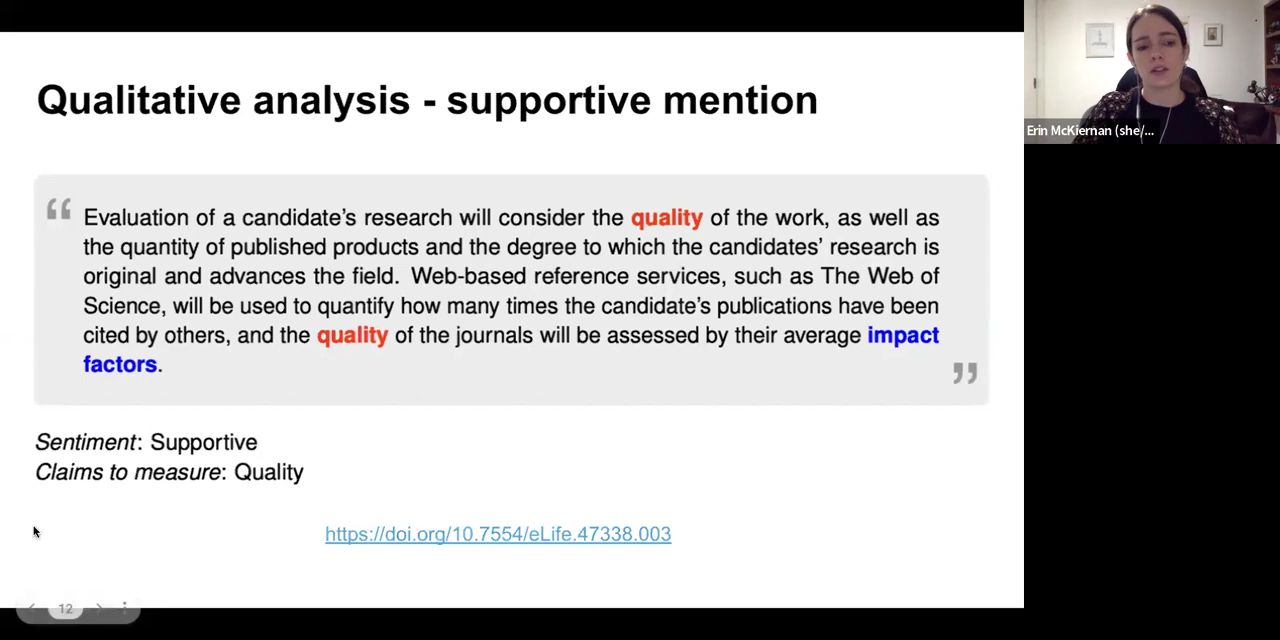 Qualitative analysis - supportive mention
“ Evaluation of a candidate’s research will consider the quality of the work, as well as
the quantity of published products and the degree to which the candidates’ research is
original and advances the field. Web-based reference services, such as The Web of
Science, will be used to quantify how many times the candidate’s publications have been
cited by others, and the quality of the journals will be assessed by their average impact
factors. ”
Sentiment: Supportive
Claims to measure: Quality
https://doi.org/10.7554/eLife.47338.003
12
Erin McKiernan (she/...